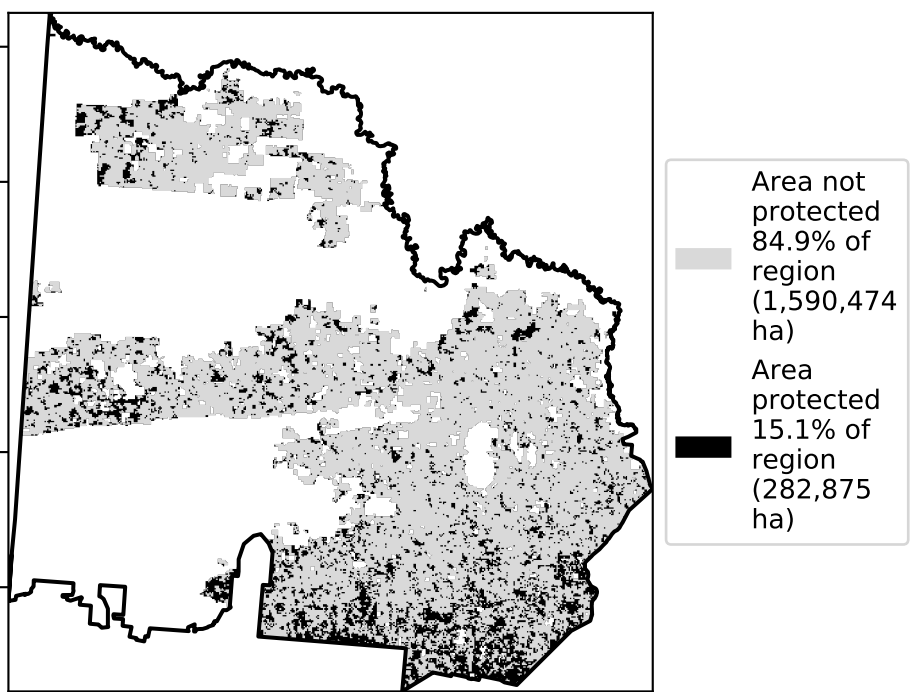 Area not
protected
84.9% of
region
(1,590,474
ha)
Area
protected
15.1% of
region
(282,875
ha)